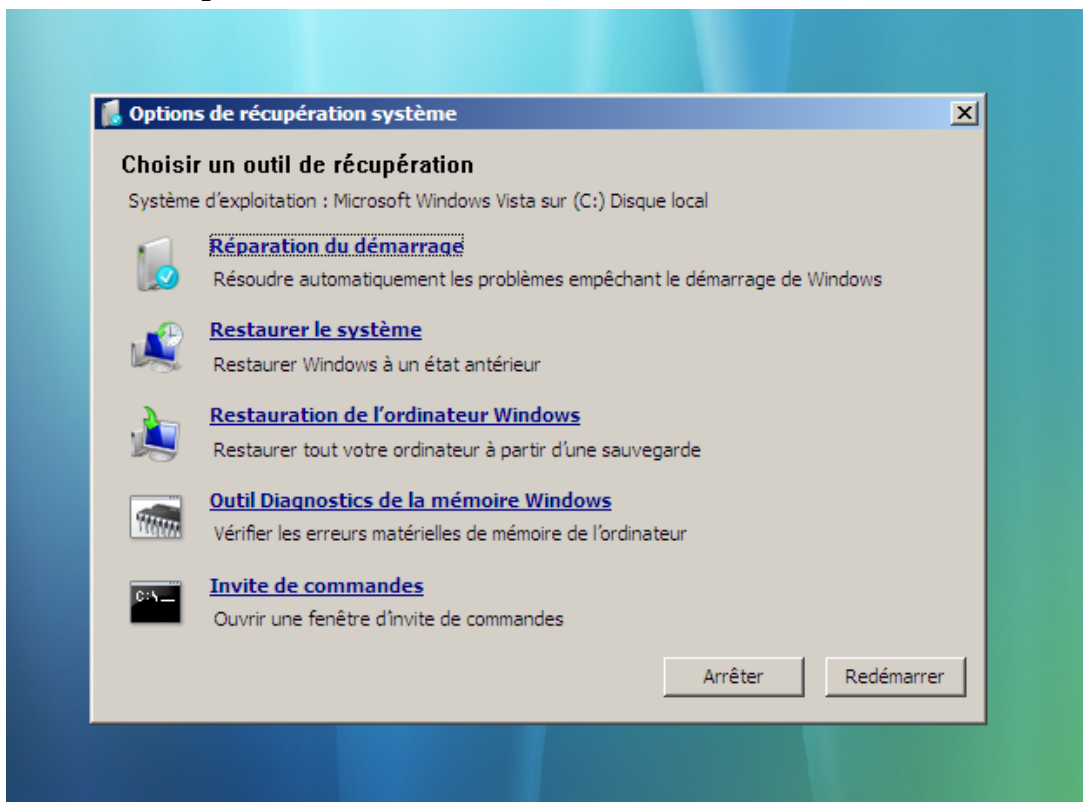 Options de récupération système
Choisir un outil de récupération
Système d’exploitation : Microsoft Windows Vista sur (C:) Disque local
Réparation du démarrage
Résoudre automatiquement les problèmes empêchant le démarrage de Windows
Restaurer le système
Restaurer Windows à un état antérieur
Restauration de l’ordinateur Windows
Restaurer tout votre ordinateur à partir d’une sauvegarde
Outil Diagnostics de la mémoire Windows
Vérifier les erreurs matérielles de mémoire de l’ordinateur
C:\_
Invite de commandes
Ouvrir une fenêtre d’invite de commandes
Arrêter Redémarrer